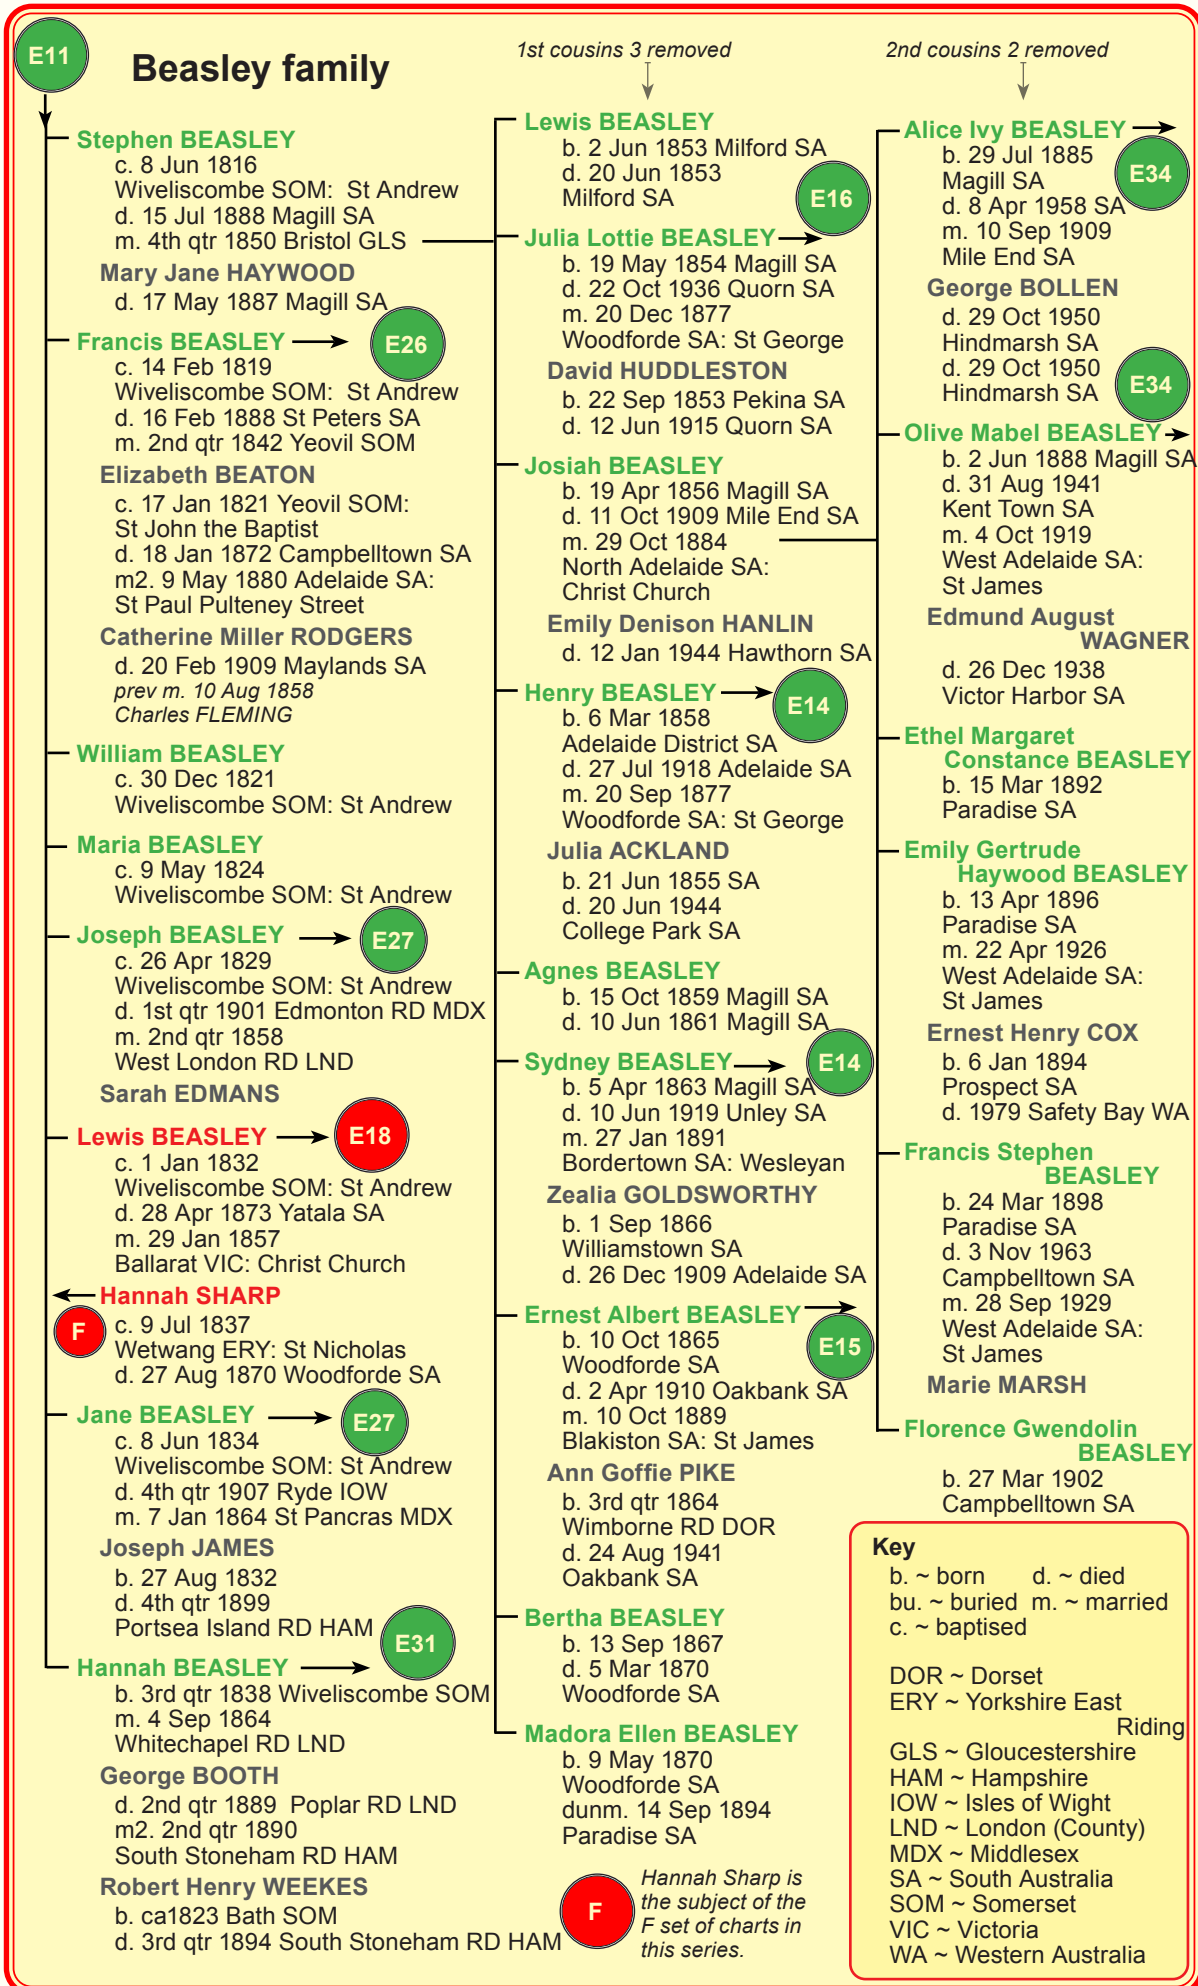 E11
Beasley family
Stephen BEASLEY
c. 8 Jun 1816
Wiveliscombe SOM: St Andrew
d. 15 Jul 1888 Magill SA
m. 4th qtr 1850 Bristol GLS
Mary Jane HAYWOOD
d. 17 May 1887 Magill SA
Francis BEASLEY
E26
c. 14 Feb 1819
Wiveliscombe SOM: St Andrew
d. 16 Feb 1888 St Peters SA
m. 2nd qtr 1842 Yeovil SOM
Elizabeth BEATON
c. 17 Jan 1821 Yeovil SOM:
St John the Baptist
d. 18 Jan 1872 Campbelltown SA
m2. 9 May 1880 Adelaide SA:
St Paul Pulteney Street
Catherine Miller RODGERS
d. 20 Feb 1909 Maylands SA
prev m. 10 Aug 1858
Charles FLEMING
William BEASLEY
c. 30 Dec 1821
Wiveliscombe SOM: St Andrew
Maria BEASLEY
c. 9 May 1824
Wiveliscombe SOM: St Andrew
Joseph BEASLEY
E27
c. 26 Apr 1829
Wiveliscombe SOM: St Andrew
d. 1st qtr 1901 Edmonton RD MDX
m. 2nd qtr 1858
West London RD LND
Sarah EDMANS
Lewis BEASLEY
E18
c. 1 Jan 1832
Wiveliscombe SOM: St Andrew
d. 28 Apr 1873 Yatala SA
m. 29 Jan 1857
Ballarat VIC: Christ Church
Hannah SHARP
F
c. 9 Jul 1837
Wetwang ERY: St Nicholas
d. 27 Aug 1870 Woodforde SA
Jane BEASLEY
E27
c. 8 Jun 1834
Wiveliscombe SOM: St Andrew
d. 4th qtr 1907 Ryde IOW
m. 7 Jan 1864 St Pancras MDX
Joseph JAMES
b. 27 Aug 1832
d. 4th qtr 1899
Portsea Island RD HAM
E31
Hannah BEASLEY
b. 3rd qtr 1838 Wiveliscombe SOM
m. 4 Sep 1864
Whitechapel RD LND
George BOOTH
d. 2nd qtr 1889 Poplar RD LND
m2. 2nd qtr 1890
South Stoneham RD HAM
Robert Henry WEEKES
b. ca1823 Bath SOM
d. 3rd qtr 1894 South Stoneham RD HAM
1st cousins 3 removed
Lewis BEASLEY
b. 2 Jun 1853 Milford SA
d. 20 Jun 1853
Milford SA
E16
Julia Lottie BEASLEY
b. 19 May 1854 Magill SA
d. 22 Oct 1936 Quorn SA
m. 20 Dec 1877
Woodforde SA: St George
David HUDDLESTON
b. 22 Sep 1853 Pekina SA
d. 12 Jun 1915 Quorn SA
Josiah BEASLEY
b. 19 Apr 1856 Magill SA
d. 11 Oct 1909 Mile End SA
m. 29 Oct 1884
North Adelaide SA:
Christ Church
Emily Denison HANLIN
d. 12 Jan 1944 Hawthorn SA
Henry BEASLEY
E14
b. 6 Mar 1858
Adelaide District SA
d. 27 Jul 1918 Adelaide SA
m. 20 Sep 1877
Woodforde SA: St George
Julia ACKLAND
b. 21 Jun 1855 SA
d. 20 Jun 1944
College Park SA
Agnes BEASLEY
b. 15 Oct 1859 Magill SA
d. 10 Jun 1861 Magill SA
Sydney BEASLEY
E14
b. 5 Apr 1863 Magill SA
d. 10 Jun 1919 Unley SA
m. 27 Jan 1891
Bordertown SA: Wesleyan
Zealia GOLDSWORTHY
b. 1 Sep 1866
Williamstown SA
d. 26 Dec 1909 Adelaide SA
Ernest Albert BEASLEY
E15
b. 10 Oct 1865
Woodforde SA
d. 2 Apr 1910 Oakbank SA
m. 10 Oct 1889
Blakiston SA: St James
Ann Goffie PIKE
b. 3rd qtr 1864
Wimborne RD DOR
d. 24 Aug 1941
Oakbank SA
Bertha BEASLEY
b. 13 Sep 1867
d. 5 Mar 1870
Woodforde SA
Madora Ellen BEASLEY
b. 9 May 1870
Woodforde SA
dunm. 14 Sep 1894
Paradise SA
F
Hannah Sharp is
the subject of the
F set of charts in
this series.
2nd cousins 2 removed
Alice Ivy BEASLEY
E34
b. 29 Jul 1885
Magill SA
d. 8 Apr 1958 SA
m. 10 Sep 1909
Mile End SA
George BOLLEN
d. 29 Oct 1950
Hindmarsh SA
d. 29 Oct 1950
Hindmarsh SA
E34
Olive Mabel BEASLEY
b. 2 Jun 1888 Magill SA
d. 31 Aug 1941
Kent Town SA
m. 4 Oct 1919
West Adelaide SA:
St James
Edmund August
WAGNER
d. 26 Dec 1938
Victor Harbor SA
Ethel Margaret
Constance BEASLEY
b. 15 Mar 1892
Paradise SA
Emily Gertrude
Haywood BEASLEY
b. 13 Apr 1896
Paradise SA
m. 22 Apr 1926
West Adelaide SA:
St James
Ernest Henry COX
b. 6 Jan 1894
Prospect SA
d. 1979 Safety Bay WA
Francis Stephen
BEASLEY
b. 24 Mar 1898
Paradise SA
d. 3 Nov 1963
Campbelltown SA
m. 28 Sep 1929
West Adelaide SA:
St James
Marie MARSH
Florence Gwendolin
BEASLEY
b. 27 Mar 1902
Campbelltown SA
Key
b. ~ born d. ~ died
bu. ~ buried m. ~ married
c. ~ baptised
DOR ~ Dorset
ERY ~ Yorkshire East
Riding
GLS ~ Gloucestershire
HAM ~ Hampshire
IOW ~ Isles of Wight
LND ~ London (County)
MDX ~ Middlesex
SA ~ South Australia
SOM ~ Somerset
VIC ~ Victoria
WA ~ Western Australia